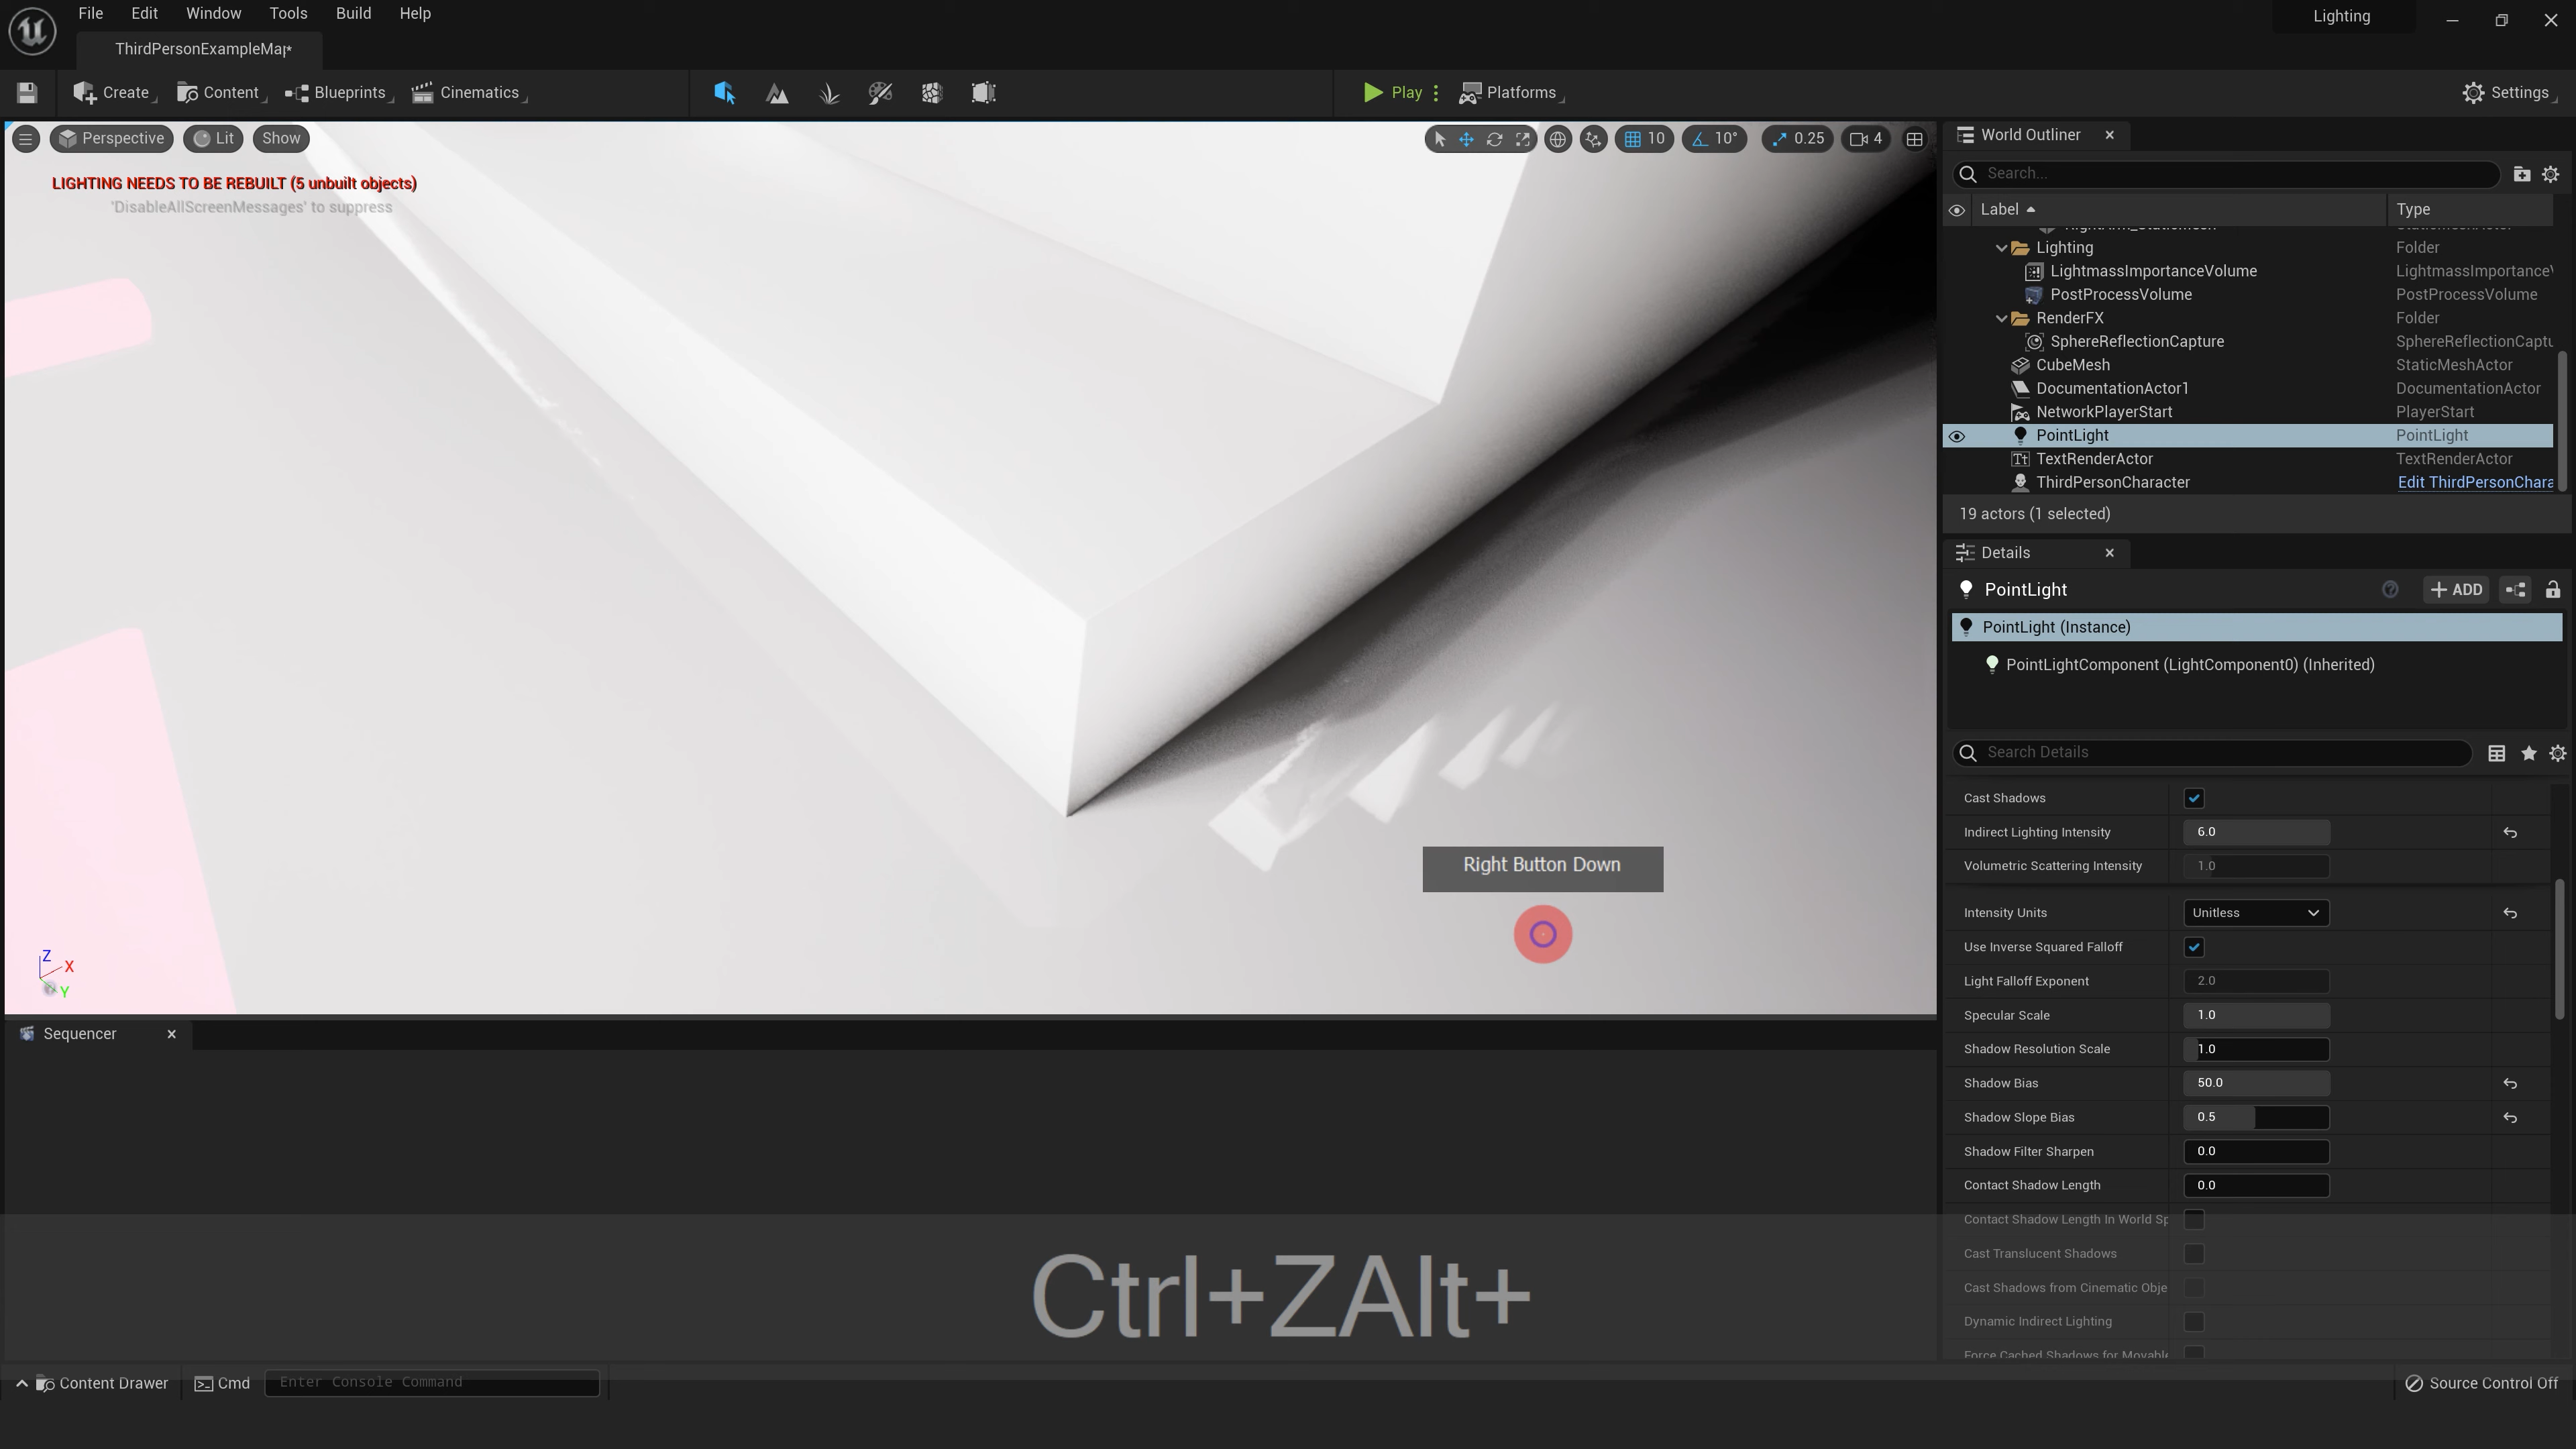 File Edit Window Tools Build Help
Lighting
ThirdPersonExampleMap*
Create Content Blueprints Cinematics
Play Platforms
Settings
Perspective Lit Show
10 10° 0.25 4
LIGHTING NEEDS TO BE REBUILT (5 unbuilt objects)
'DisableAllScreenMessages' to suppress
Right Button Down
Z
X
Y
World Outliner
Search...
Label Type
Lighting Folder
LightmassImportanceVolume LightmassImportanceV
PostProcessVolume PostProcessVolume
RenderFX Folder
SphereReflectionCapture SphereReflectionCaptu
CubeMesh StaticMeshActor
DocumentationActor1 DocumentationActor
NetworkPlayerStart PlayerStart
PointLight PointLight
TextRenderActor TextRenderActor
ThirdPersonCharacter Edit ThirdPersonChara
19 actors (1 selected)
Details
PointLight
ADD
PointLight (Instance)
PointLightComponent (LightComponent0) (Inherited)
Search Details
Cast Shadows
Indirect Lighting Intensity 6.0
Volumetric Scattering Intensity 1.0
Intensity Units Unitless
Use Inverse Squared Falloff
Light Falloff Exponent 2.0
Specular Scale 1.0
Shadow Resolution Scale 1.0
Shadow Bias 50.0
Shadow Slope Bias 0.5
Shadow Filter Sharpen 0.0
Contact Shadow Length 0.0
Contact Shadow Length In World Sp
Cast Translucent Shadows
Cast Shadows from Cinematic Obje
Dynamic Indirect Lighting
Force Cached Shadows for Movable
Sequencer
Ctrl+ZAlt+
Content Drawer Cmd Enter Console Command
Source Control Off